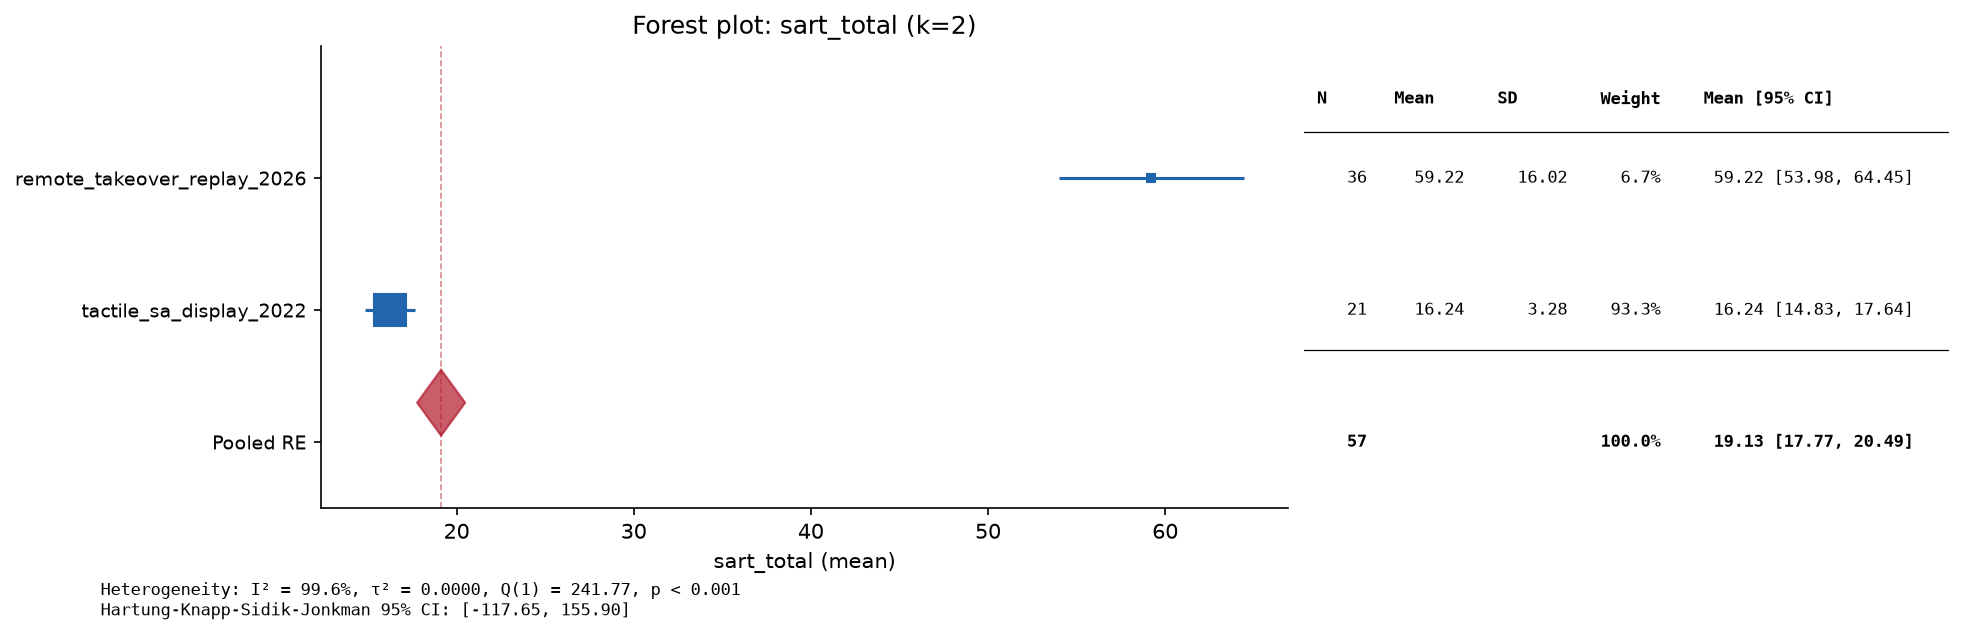 Forest plot: sart_total (k=2)
N Mean SD Weight Mean [95% CI]
remote_takeover_replay_2026 36 59.22 16.02 6.7% 59.22 [53.98, 64.45]
tactile_sa_display_2022 21 16.24 3.28 93.3% 16.24 [14.83, 17.64]
Pooled RE 57 100.0% 19.13 [17.77, 20.49]
20 30 40 50 60
sart_total (mean)
Heterogeneity: I² = 99.6%, τ² = 0.0000, Q(1) = 241.77, p < 0.001
Hartung-Knapp-Sidik-Jonkman 95% CI: [-117.65, 155.90]